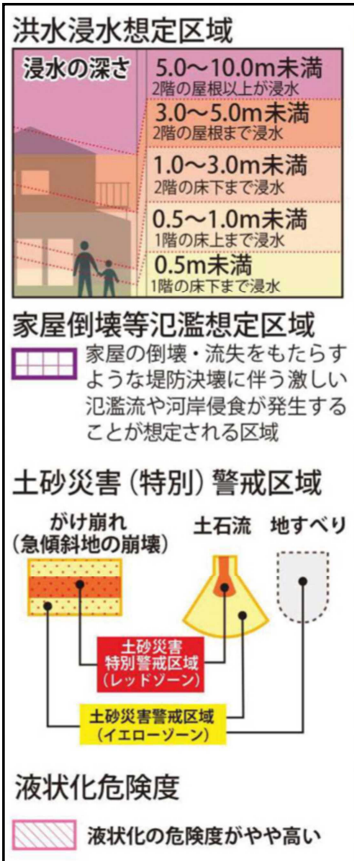 洪水浸水想定区域
浸水の深さ
5.0～10.0m未満
2階の屋根以上が浸水
3.0～5.0m未満
2階の屋根まで浸水
1.0～3.0m未満
2階の床下まで浸水
0.5～1.0m未満
1階の床上まで浸水
0.5m未満
1階の床下まで浸水
家屋倒壊等氾濫想定区域
家屋の倒壊・流失をもたらす
ような堤防決壊に伴う激しい
氾濫流や河岸侵食が発生する
ことが想定される区域
土砂災害（特別）警戒区域
がけ崩れ
（急傾斜地の崩壊）
土石流
地すべり
土砂災害
特別警戒区域
（レッドゾーン）
土砂災害警戒区域
（イエローゾーン）
液状化危険度
液状化の危険度がやや高い